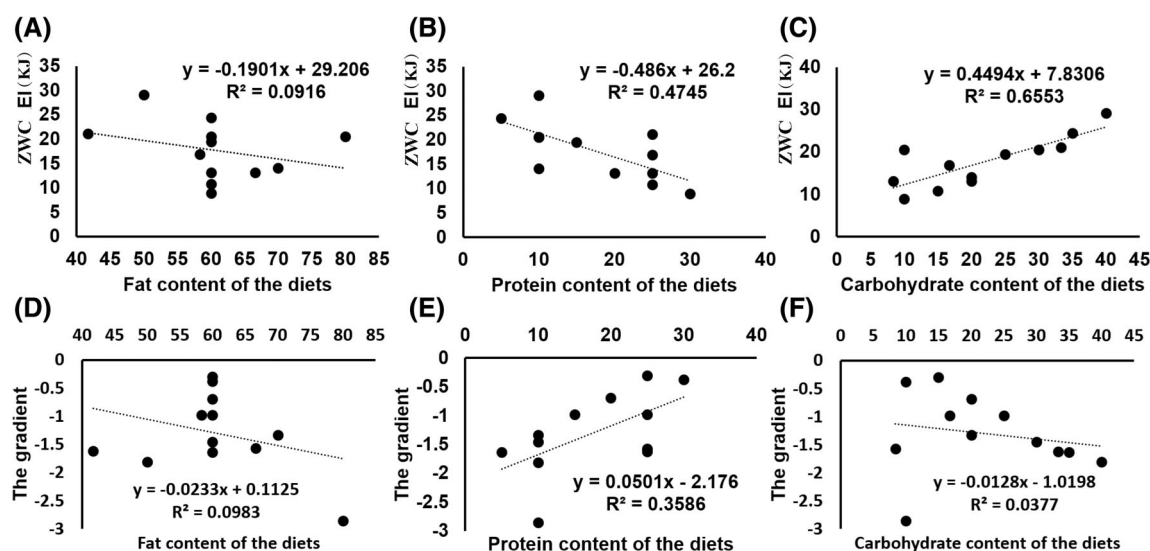 (A)
(B)
(C)
35
30
25
20
15
10
5
0
ZWC EI(KJ)
y = -0.1901x + 29.206
R² = 0.0916
40 45 50 55 60 65 70 75 80 85
Fat content of the diets
35
30
25
20
15
10
5
0
ZWC EI(KJ)
y = -0.486x + 26.2
R² = 0.4745
0 10 20 30 40
Protein content of the diets
40
30
20
10
0
ZWC EI(KJ)
y = 0.4494x + 7.8306
R² = 0.6553
0 5 10 15 20 25 30 35 40 45
Carbohydrate content of the diets
(D)
(E)
(F)
40 45 50 55 60 65 70 75 80 85
0
-0.5
-1
-1.5
-2
-2.5
-3
The gradient
y = -0.0233x + 0.1125
R² = 0.0983
Fat content of the diets
0 10 20 30 40
0
-0.5
-1
-1.5
-2
-2.5
-3
The gradient
y = 0.0501x - 2.176
R² = 0.3586
Protein content of the diets
0 5 10 15 20 25 30 35 40 45
0
-0.5
-1
-1.5
-2
-2.5
-3
The gradient
y = -0.0128x - 1.0198
R² = 0.0377
Carbohydrate content of the diets